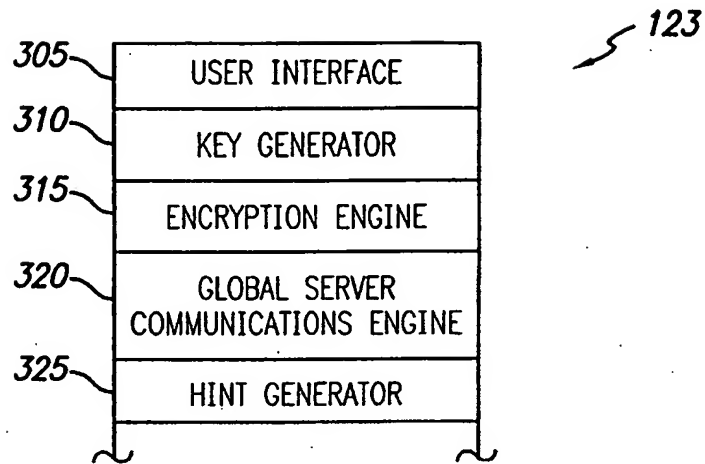 123
305 USER INTERFACE
310 KEY GENERATOR
315 ENCRYPTION ENGINE
320 GLOBAL SERVER
COMMUNICATIONS ENGINE
325 HINT GENERATOR